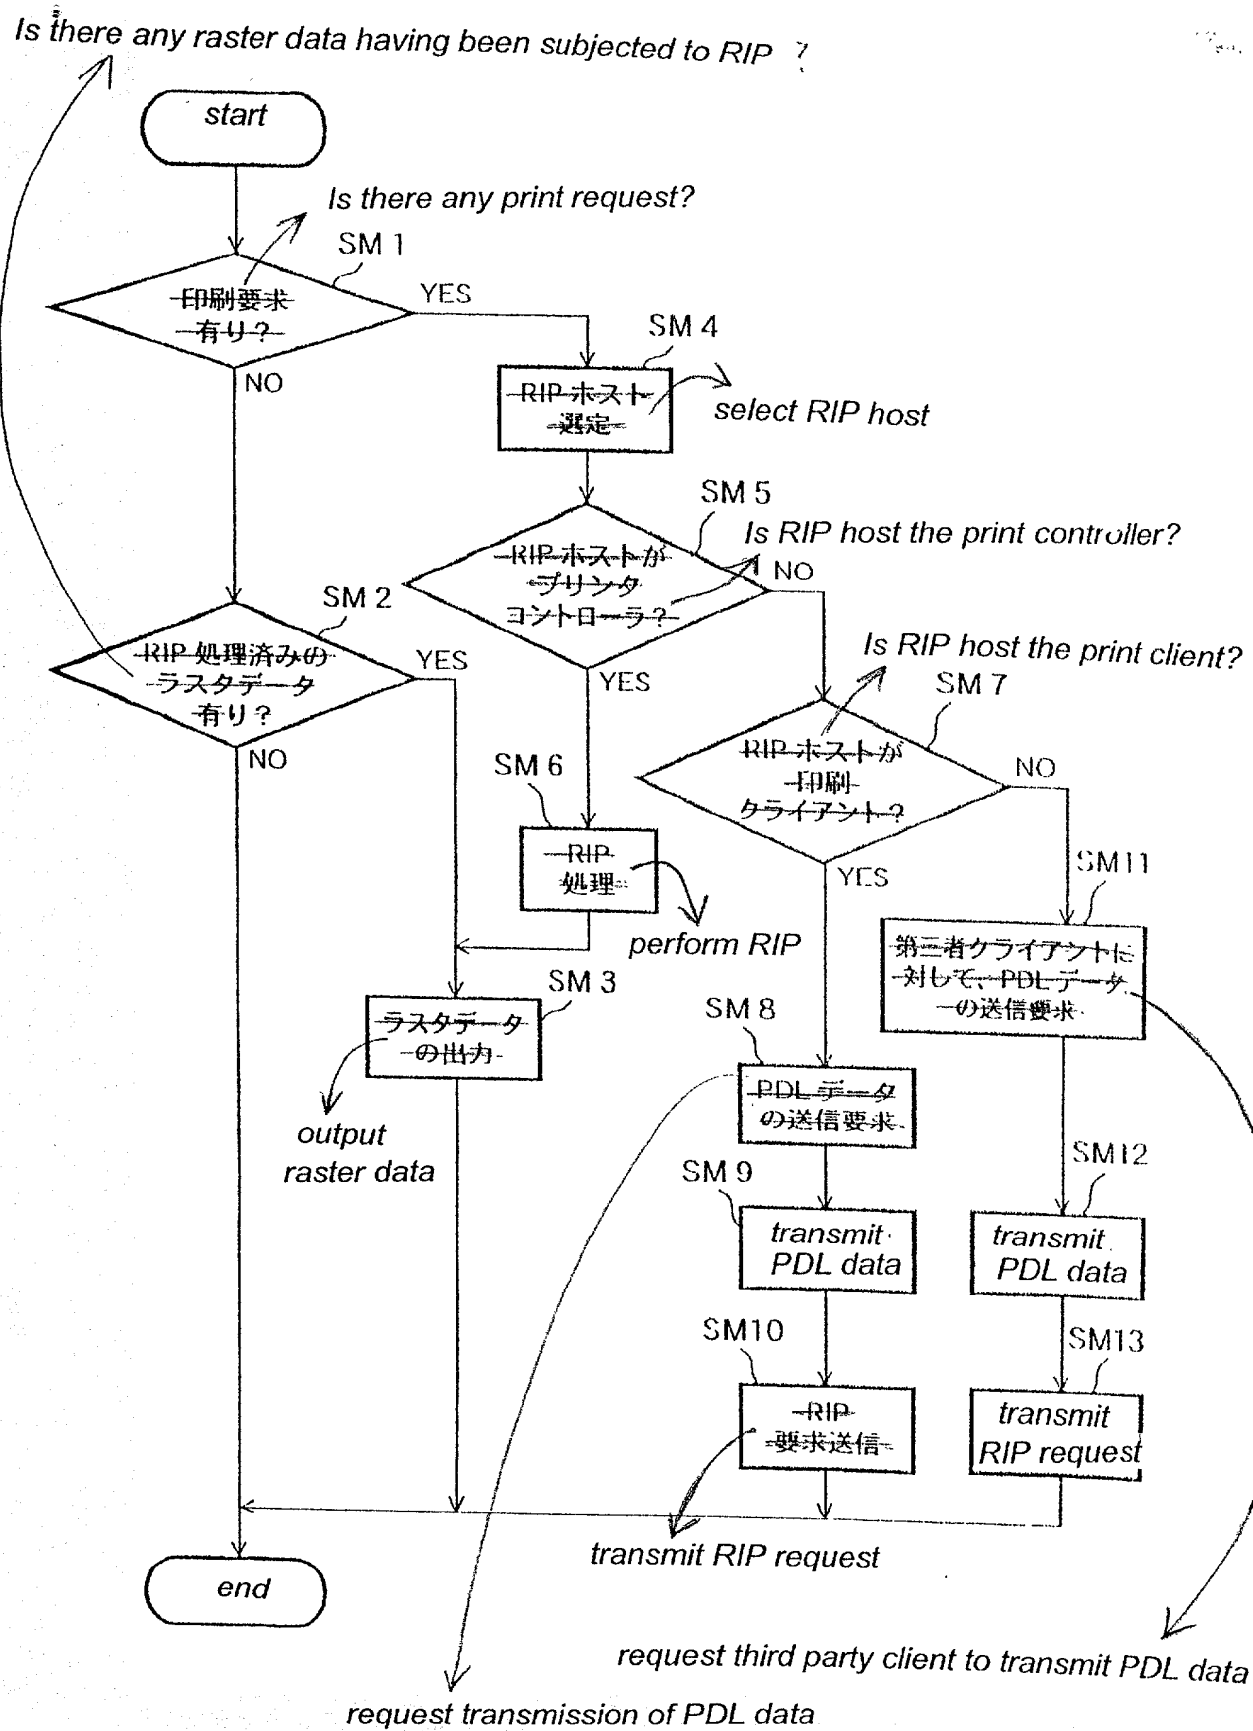 Is there any raster data having been subjected to RIP ?
start
Is there any print request?
SM 1
印刷要求
有り?
YES
NO
SM 4
RIP ホスト
選定
select RIP host
SM 5
Is RIP host the print controller?
RIP ホストが
プリンタ
コントローラ?
NO
YES
SM 2
RIP 処理済みの
ラスタデータ
有り?
YES
NO
Is RIP host the print client?
SM 7
RIP ホストが
印刷
クライアント?
NO
YES
SM 6
RIP
処理
perform RIP
SM11
第三者クライアントに
対して、PDL データ
の送信要求
SM 3
ラスタデータ
の出力
output
raster data
SM 8
PDL データ
の送信要求
SM 9
transmit
PDL data
SM12
transmit
PDL data
SM10
RIP
要求送信
SM13
transmit
RIP request
transmit RIP request
end
request third party client to transmit PDL data
request transmission of PDL data